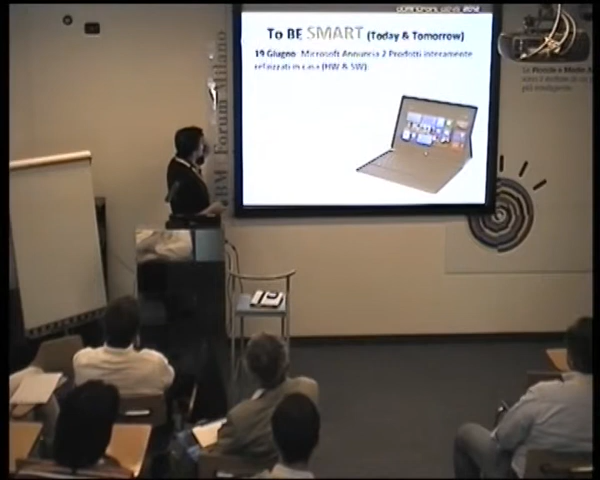 To BE SMART (Today & Tomorrow)
19 Giugno Microsoft Annuncia 2 Prodotti interamente
realizzati in casa (HW & SW):
IBM Forum Milano